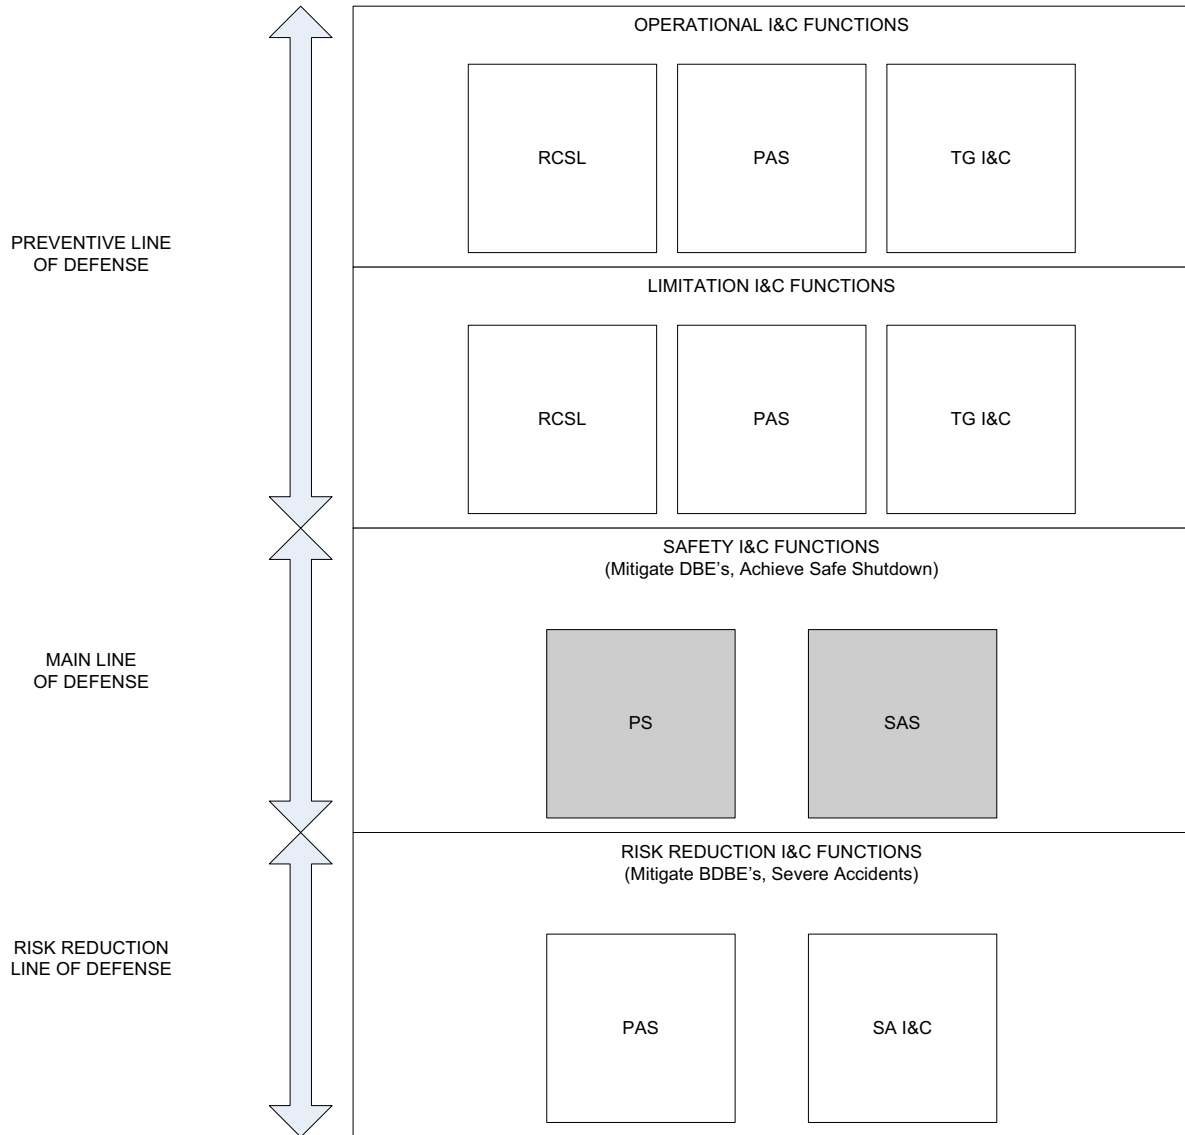 OPERATIONAL I&C FUNCTIONS
RCSL
PAS
TG I&C
PREVENTIVE LINE
OF DEFENSE
LIMITATION I&C FUNCTIONS
RCSL
PAS
TG I&C
SAFETY I&C FUNCTIONS
(Mitigate DBE's, Achieve Safe Shutdown)
MAIN LINE
OF DEFENSE
PS
SAS
RISK REDUCTION I&C FUNCTIONS
(Mitigate BDBE's, Severe Accidents)
RISK REDUCTION
LINE OF DEFENSE
PAS
SA I&C